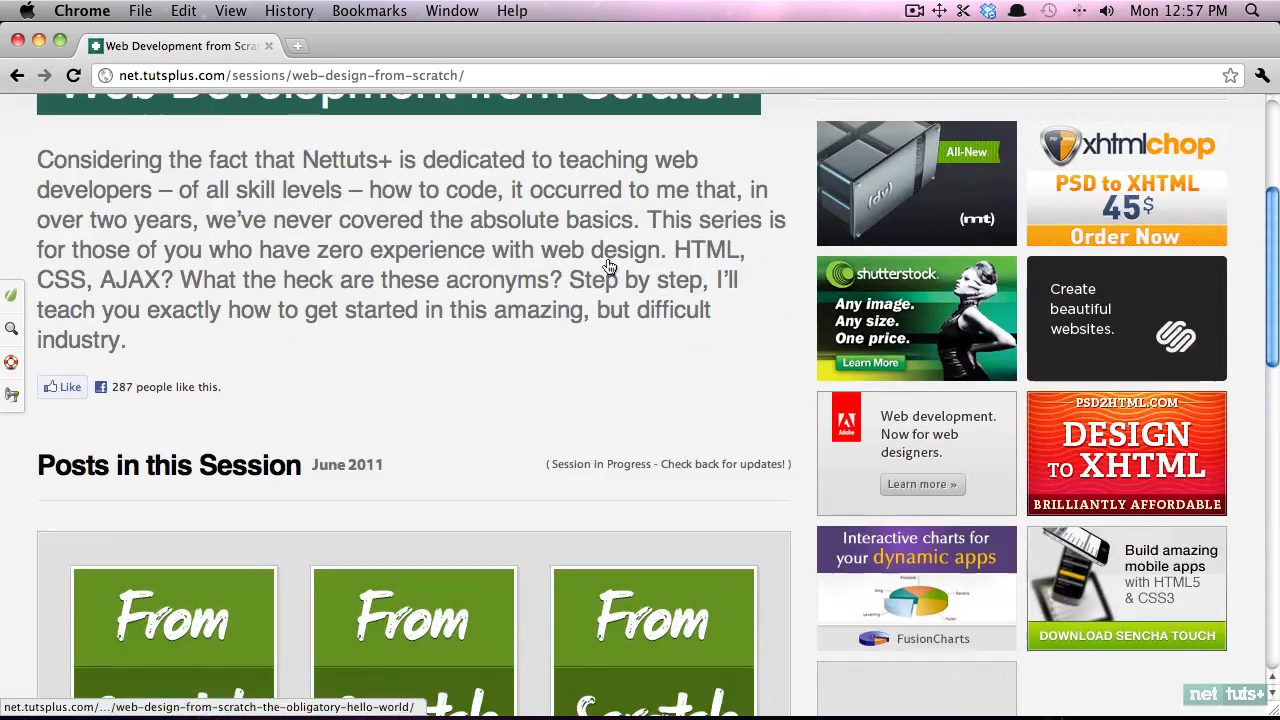 Chrome File Edit View History Bookmarks Window Help Mon 12:57 PM
Web Development from Scra
net.tutsplus.com/sessions/web-design-from-scratch/
Web Development from Scratch
Considering the fact that Nettuts+ is dedicated to teaching web
developers – of all skill levels – how to code, it occurred to me that, in
over two years, we've never covered the absolute basics. This series is
for those of you who have zero experience with web design. HTML,
CSS, AJAX? What the heck are these acronyms? Step by step, I'll
teach you exactly how to get started in this amazing, but difficult
industry.
Like 287 people like this.
Posts in this Session June 2011 ( Session in Progress - Check back for updates! )
From
Scratch
From
Scratch
From
Scratch
All-New
(dv)
(mt)
xhtmlchop
PSD to XHTML
45$
Order Now
shutterstock
Any image.
Any size.
One price.
Learn More
Create
beautiful
websites.
Adobe
Web development.
Now for web
designers.
Learn more »
PSD2HTML.COM
DESIGN
TO XHTML
BRILLIANTLY AFFORDABLE
Interactive charts for
your dynamic apps
FusionCharts
Build amazing
mobile apps
with HTML5
& CSS3
DOWNLOAD SENCHA TOUCH
net.tutsplus.com/.../web-design-from-scratch-the-obligatory-hello-world/
net tuts+